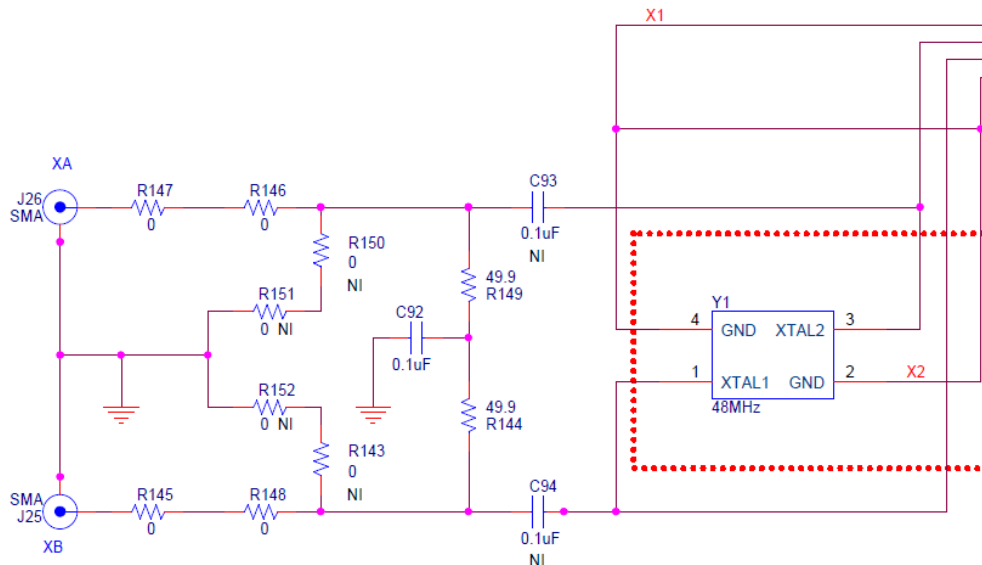 X1
XA
J26
SMA
R147
0
R146
0
C93
0.1uF
NI
R150
0
NI
R151
0 NI
C92
0.1uF
49.9
R149
Y1
4
GND
XTAL2
3
1
XTAL1
GND
2
X2
48MHz
R152
0 NI
49.9
R144
R143
0
NI
SMA
J25
XB
R145
0
R148
0
C94
0.1uF
NI